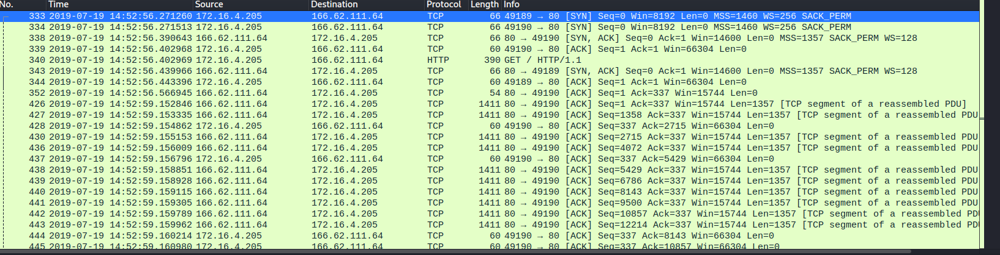 No. Time Source Destination Protocol Length Info
333 2019-07-19 14:52:56.271260 172.16.4.205 166.62.111.64 TCP 66 49189 → 80 [SYN] Seq=0 Win=8192 Len=0 MSS=1460 WS=256 SACK_PERM
334 2019-07-19 14:52:56.271513 172.16.4.205 166.62.111.64 TCP 66 49190 → 80 [SYN] Seq=0 Win=8192 Len=0 MSS=1460 WS=256 SACK_PERM
338 2019-07-19 14:52:56.390643 166.62.111.64 172.16.4.205 TCP 66 80 → 49190 [SYN, ACK] Seq=0 Ack=1 Win=14600 Len=0 MSS=1357 SACK_PERM WS=128
339 2019-07-19 14:52:56.402968 172.16.4.205 166.62.111.64 TCP 60 49190 → 80 [ACK] Seq=1 Ack=1 Win=66304 Len=0
340 2019-07-19 14:52:56.402969 172.16.4.205 166.62.111.64 HTTP 390 GET / HTTP/1.1
343 2019-07-19 14:52:56.439966 166.62.111.64 172.16.4.205 TCP 66 80 → 49189 [SYN, ACK] Seq=0 Ack=1 Win=14600 Len=0 MSS=1357 SACK_PERM WS=128
344 2019-07-19 14:52:56.443396 172.16.4.205 166.62.111.64 TCP 60 49189 → 80 [ACK] Seq=1 Ack=1 Win=66304 Len=0
352 2019-07-19 14:52:56.566945 166.62.111.64 172.16.4.205 TCP 54 80 → 49190 [ACK] Seq=1 Ack=337 Win=15744 Len=0
426 2019-07-19 14:52:59.152846 166.62.111.64 172.16.4.205 TCP 1411 80 → 49190 [ACK] Seq=1 Ack=337 Win=15744 Len=1357 [TCP segment of a reassembled PDU]
427 2019-07-19 14:52:59.153335 166.62.111.64 172.16.4.205 TCP 1411 80 → 49190 [ACK] Seq=1358 Ack=337 Win=15744 Len=1357 [TCP segment of a reassembled PDU
428 2019-07-19 14:52:59.154862 172.16.4.205 166.62.111.64 TCP 60 49190 → 80 [ACK] Seq=337 Ack=2715 Win=66304 Len=0
430 2019-07-19 14:52:59.155153 166.62.111.64 172.16.4.205 TCP 1411 80 → 49190 [ACK] Seq=2715 Ack=337 Win=15744 Len=1357 [TCP segment of a reassembled PDU
436 2019-07-19 14:52:59.156009 166.62.111.64 172.16.4.205 TCP 1411 80 → 49190 [ACK] Seq=4072 Ack=337 Win=15744 Len=1357 [TCP segment of a reassembled PDU
437 2019-07-19 14:52:59.156796 172.16.4.205 166.62.111.64 TCP 60 49190 → 80 [ACK] Seq=337 Ack=5429 Win=66304 Len=0
438 2019-07-19 14:52:59.158851 166.62.111.64 172.16.4.205 TCP 1411 80 → 49190 [ACK] Seq=5429 Ack=337 Win=15744 Len=1357 [TCP segment of a reassembled PDU
439 2019-07-19 14:52:59.158928 166.62.111.64 172.16.4.205 TCP 1411 80 → 49190 [ACK] Seq=6786 Ack=337 Win=15744 Len=1357 [TCP segment of a reassembled PDU
440 2019-07-19 14:52:59.159115 166.62.111.64 172.16.4.205 TCP 1411 80 → 49190 [ACK] Seq=8143 Ack=337 Win=15744 Len=1357 [TCP segment of a reassembled PDU
441 2019-07-19 14:52:59.159305 166.62.111.64 172.16.4.205 TCP 1411 80 → 49190 [ACK] Seq=9500 Ack=337 Win=15744 Len=1357 [TCP segment of a reassembled PDU
442 2019-07-19 14:52:59.159789 166.62.111.64 172.16.4.205 TCP 1411 80 → 49190 [ACK] Seq=10857 Ack=337 Win=15744 Len=1357 [TCP segment of a reassembled PDU
443 2019-07-19 14:52:59.159962 166.62.111.64 172.16.4.205 TCP 1411 80 → 49190 [ACK] Seq=12214 Ack=337 Win=15744 Len=1357 [TCP segment of a reassembled PDU
444 2019-07-19 14:52:59.160214 172.16.4.205 166.62.111.64 TCP 60 49190 → 80 [ACK] Seq=337 Ack=8143 Win=66304 Len=0
445 2019-07-19 14:52:59.160980 172.16.4.205 166.62.111.64 TCP 60 49190 → 80 [ACK] Seq=337 Ack=10857 Win=66304 Len=0